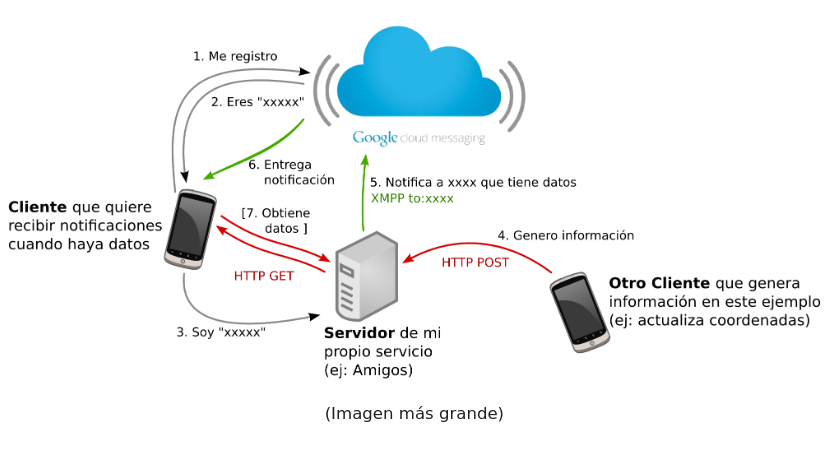 1. Me registro
2. Eres "xxxxx"
Google cloud messaging
6. Entrega
notificación
5. Notifica a xxxx que tiene datos
XMPP to:xxxx
Cliente que quiere
recibir notificaciones
cuando haya datos
[7. Obtiene
datos ]
HTTP GET
4. Genero información
HTTP POST
Otro Cliente que genera
información en este ejemplo
(ej: actualiza coordenadas)
3. Soy "xxxxx"
Servidor de mi
propio servicio
(ej: Amigos)
(Imagen más grande)